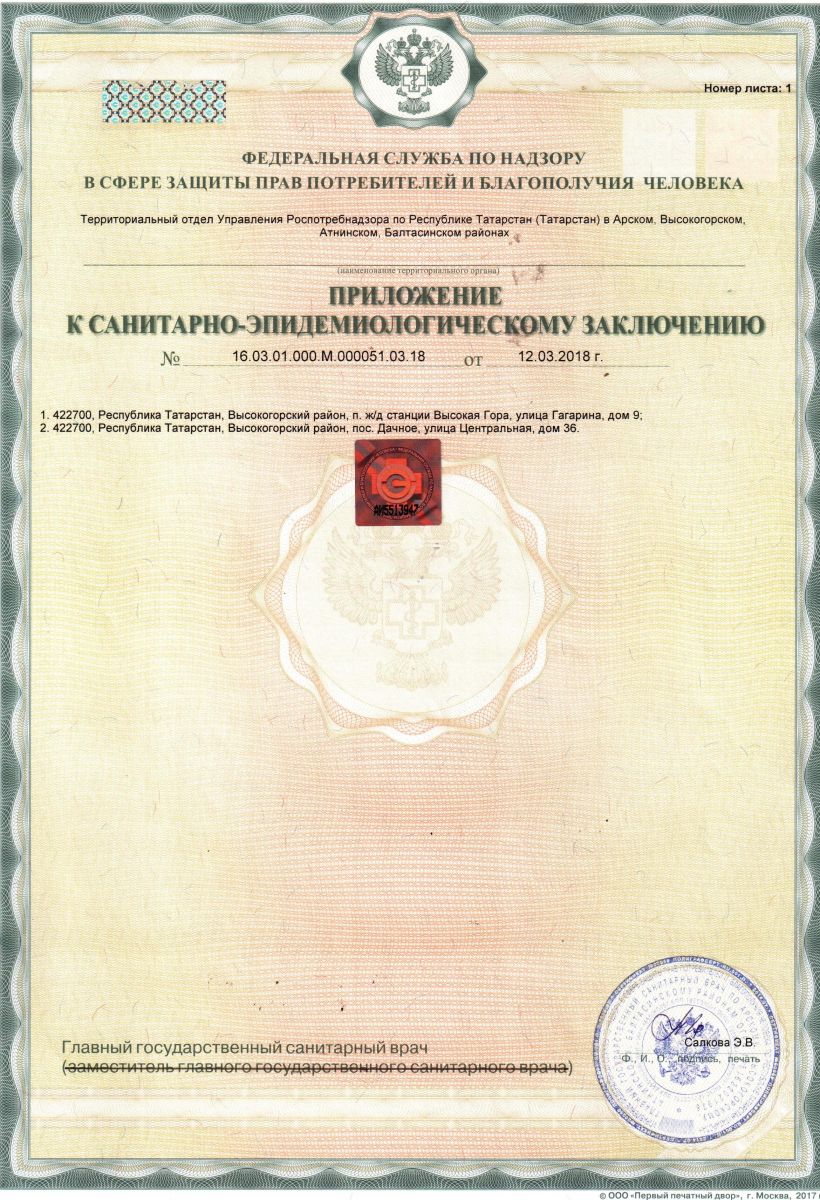 Номер листа: 1
ФЕДЕРАЛЬНАЯ СЛУЖБА ПО НАДЗОРУ
В СФЕРЕ ЗАЩИТЫ ПРАВ ПОТРЕБИТЕЛЕЙ И БЛАГОПОЛУЧИЯ ЧЕЛОВЕКА
Территориальный отдел Управления Роспотребнадзора по Республике Татарстан (Татарстан) в Арском, Высокогорском,
Атнинском, Балтасинском районах
(наименование территориального органа)
ПРИЛОЖЕНИЕ
К САНИТАРНО-ЭПИДЕМИОЛОГИЧЕСКОМУ ЗАКЛЮЧЕНИЮ
№ 16.03.01.000.М.000051.03.18 от 12.03.2018 г.
1. 422700, Республика Татарстан, Высокогорский район, п. ж/д станции Высокая Гора, улица Гагарина, дом 9;
2. 422700, Республика Татарстан, Высокогорский район, пос. Дачное, улица Центральная, дом 36.
АИ5513947
Главный государственный санитарный врач
(заместитель главного государственного санитарного врача)
Салкова Э.В.
Ф., И., О., подпись, печать
© ООО «Первый печатный двор», г. Москва, 2017